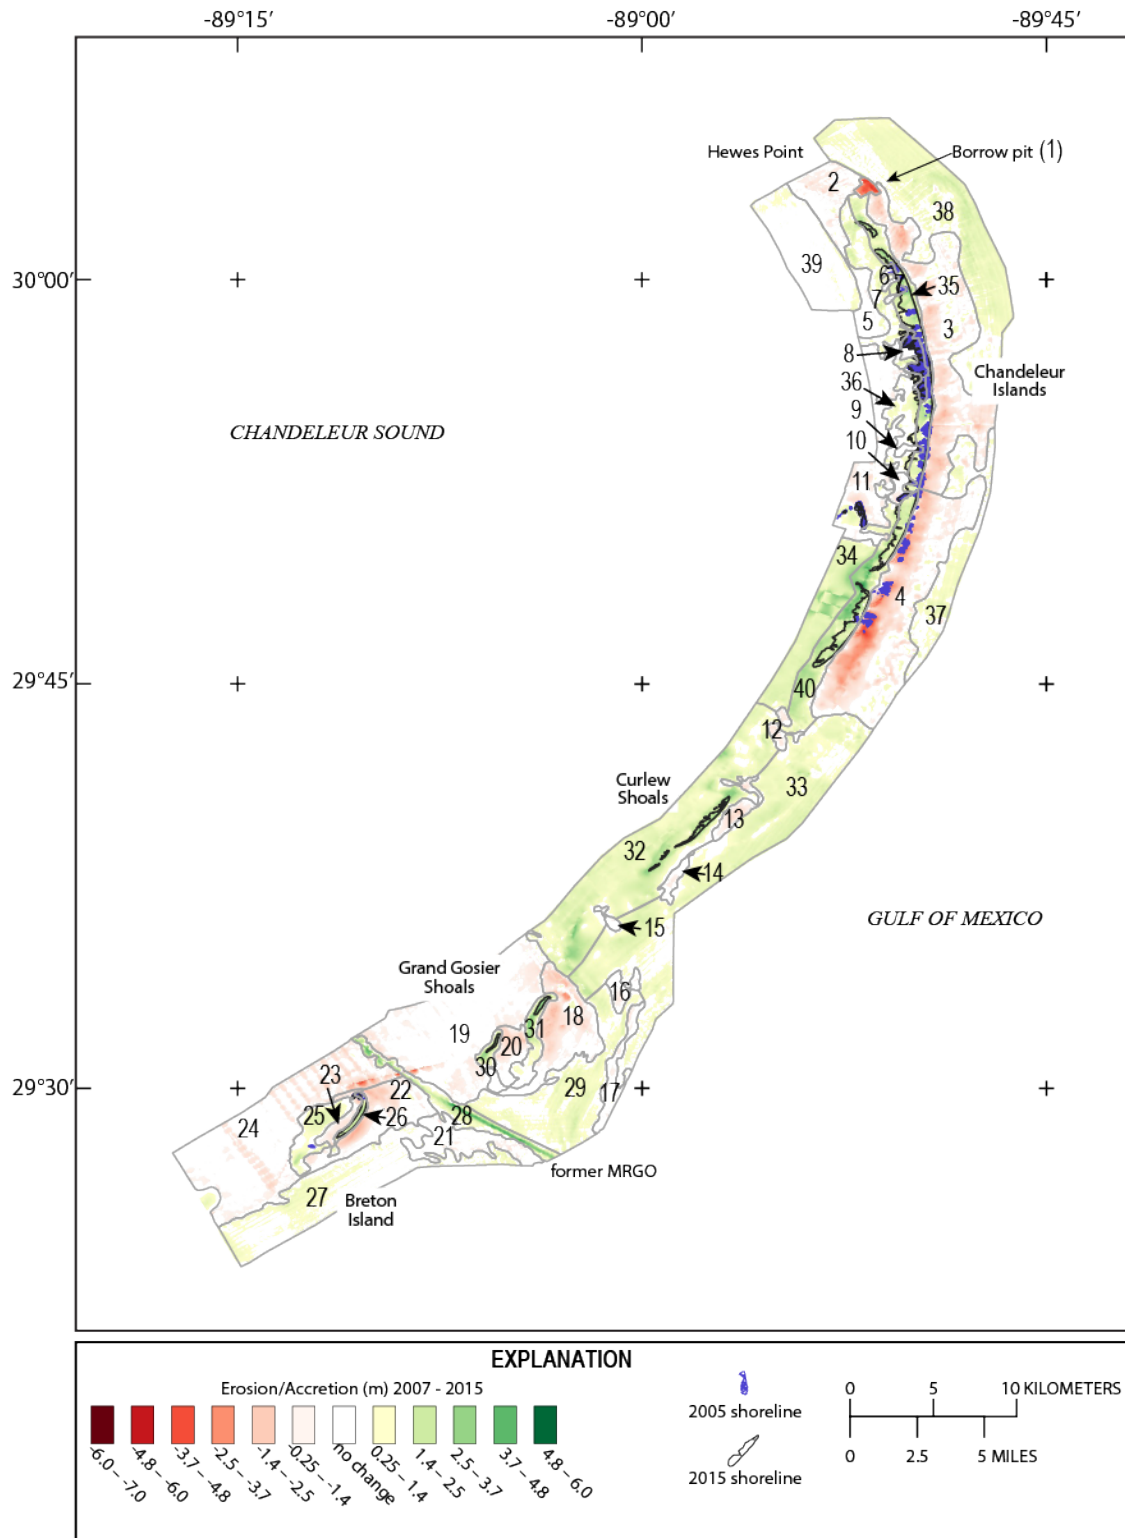 -89°15′ -89°00′ -89°45′
Hewes Point
Borrow pit (1)
2
38
39
30°00′
6
7
7
35
5
3
8
36
Chandeleur
Islands
9
CHANDELEUR SOUND
10
11
34
4
37
29°45′
40
12
Curlew
Shoals
33
13
32
14
15
GULF OF MEXICO
Grand Gosier
Shoals
16
18
19
31
20
30
23
29°30′
22
29
17
25
26
28
24
21
former MRGO
27
Breton
Island
EXPLANATION
Erosion/Accretion (m) 2007 - 2015
-6.0 – -7.0
-4.8 – -6.0
-3.7 – -4.8
-2.5 – -3.7
-1.4 – -2.5
-0.25 – -1.4
no change
0.25 – 1.4
1.4 – 2.5
2.5 – 3.7
3.7 – 4.8
4.8 – 6.0
2005 shoreline
2015 shoreline
0 5 10 KILOMETERS
0 2.5 5 MILES